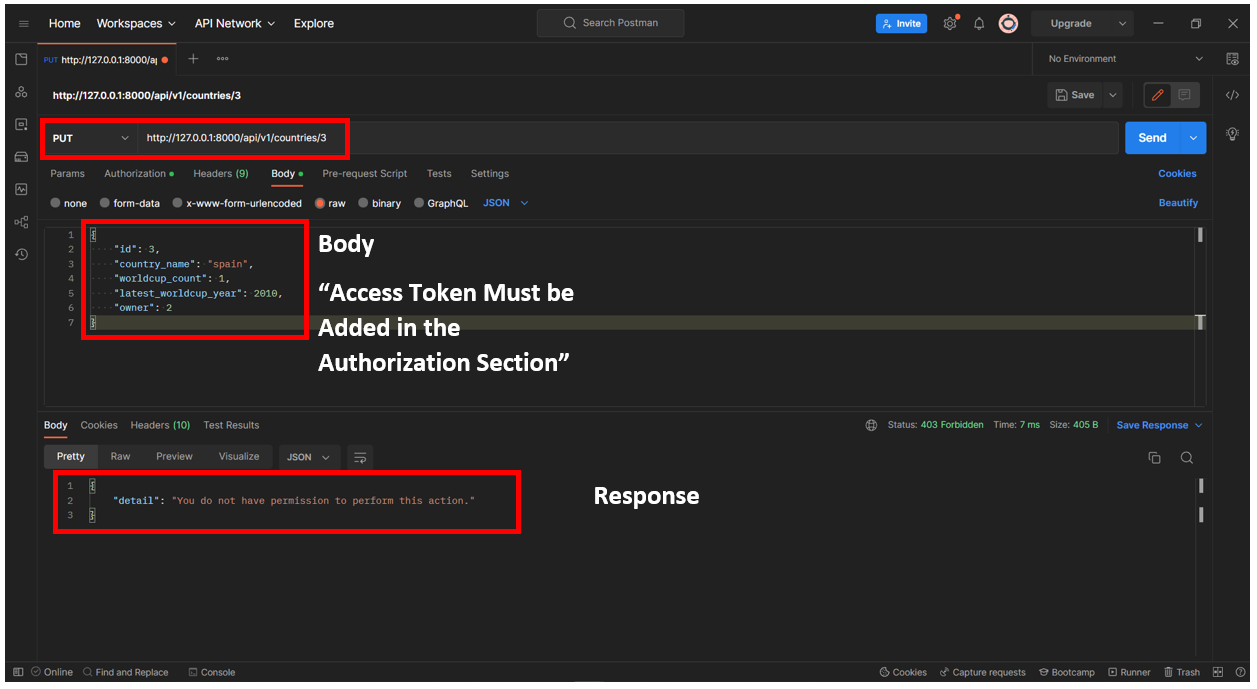 Home Workspaces API Network Explore Search Postman Invite Upgrade
PUT http://127.0.0.1:8000/ap No Environment
http://127.0.0.1:8000/api/v1/countries/3 Save
PUT http://127.0.0.1:8000/api/v1/countries/3 Send
Params Authorization Headers (9) Body Pre-request Script Tests Settings Cookies
none form-data x-www-form-urlencoded raw binary GraphQL JSON Beautify
1 {
2 "id": 3,
3 "country_name": "spain",
4 "worldcup_count": 1,
5 "latest_worldcup_year": 2010,
6 "owner": 2
7 }
Body
“Access Token Must be
Added in the
Authorization Section”
Body Cookies Headers (10) Test Results Status: 403 Forbidden Time: 7 ms Size: 405 B Save Response
Pretty Raw Preview Visualize JSON
1 {
2 "detail": "You do not have permission to perform this action."
3 }
Response
Online Find and Replace Console Cookies Capture requests Bootcamp Runner Trash